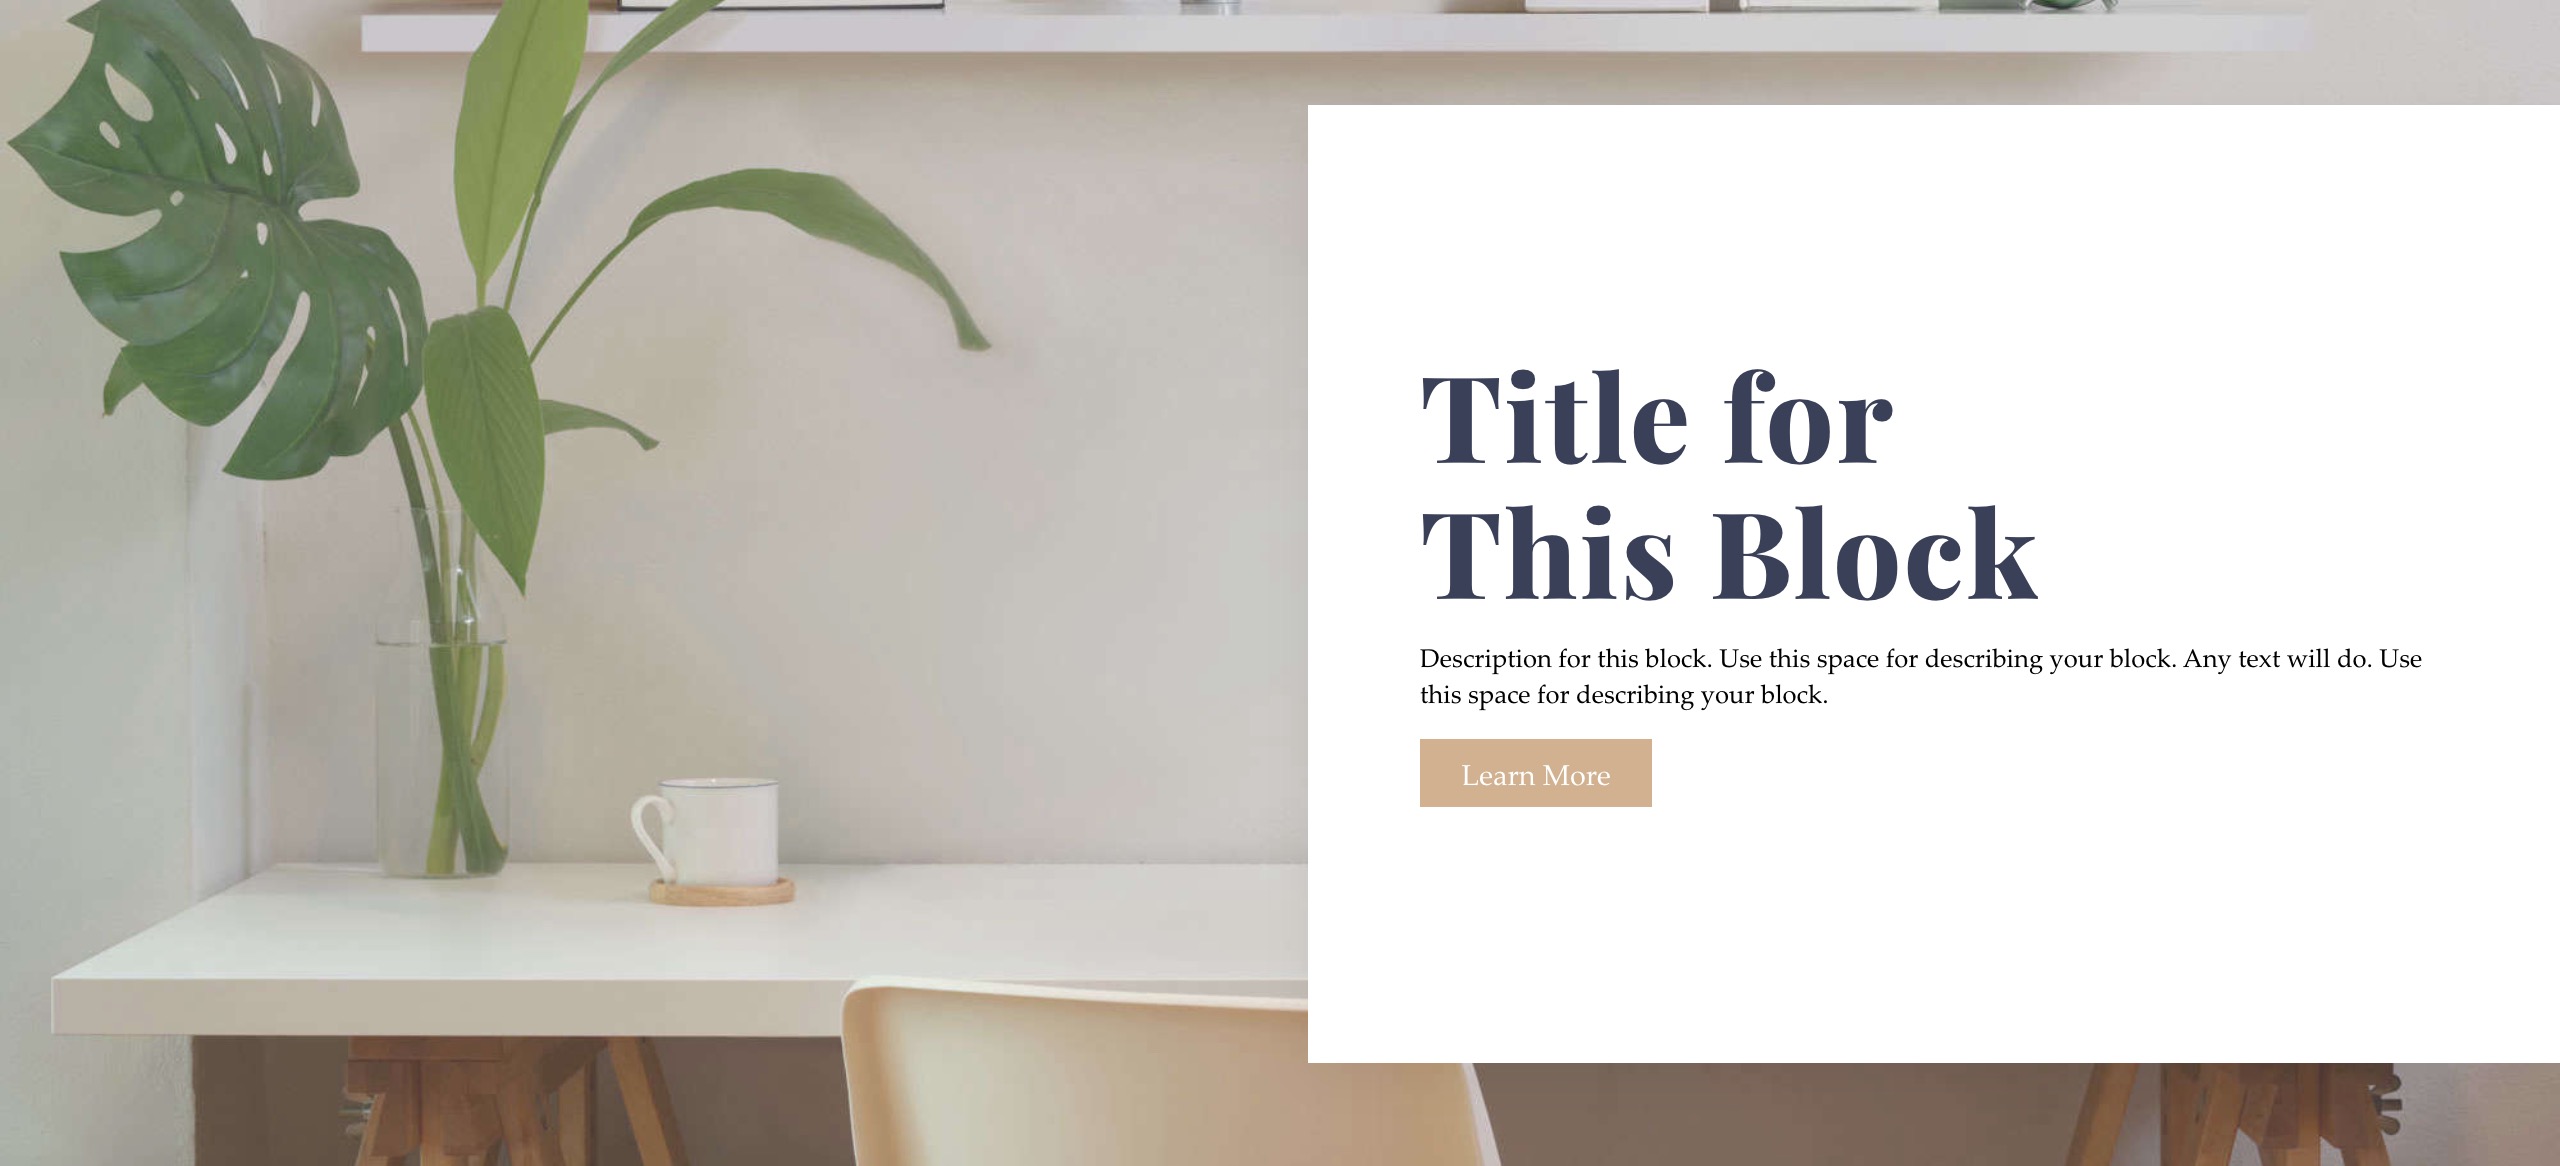 Title for
This Block
Description for this block. Use this space for describing your block. Any text will do. Use
this space for describing your block.
Learn More